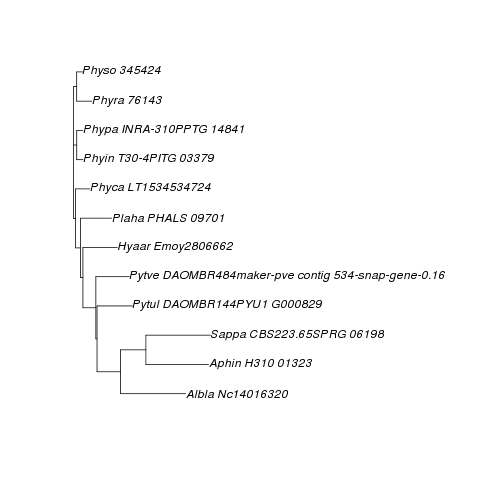 Physo 345424
Phyra 76143
Phypa INRA-310PPTG 14841
Phyin T30-4PITG 03379
Phyca LT1534534724
Plaha PHALS 09701
Hyaar Emoy2806662
Pytve DAOMBR484maker-pve contig 534-snap-gene-0.16
Pytul DAOMBR144PYU1 G000829
Sappa CBS223.65SPRG 06198
Aphin H310 01323
Albla Nc14016320